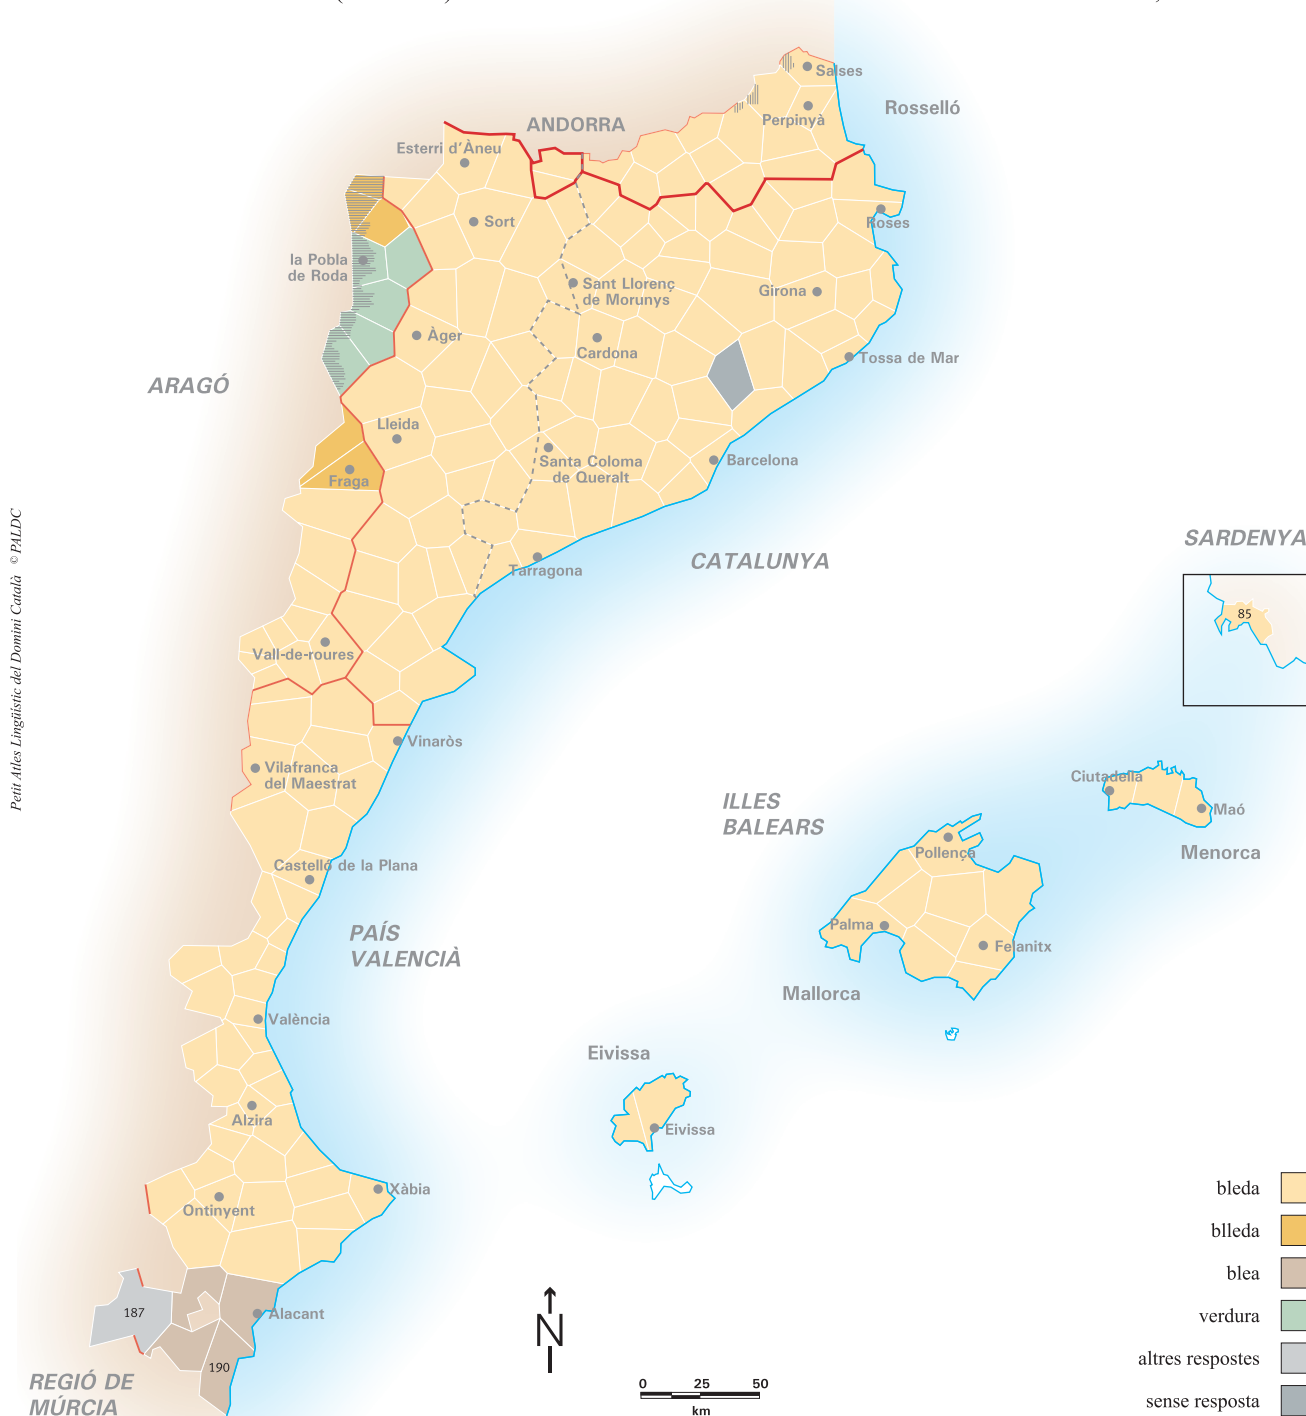 Salses
Rosselló
Perpinyà
ANDORRA
Esterri d'Àneu
Roses
Sort
la Pobla
de Roda
Sant Llorenç
de Morunys
Girona
Àger
Cardona
Tossa de Mar
ARAGÓ
Lleida
Santa Coloma
de Queralt
Barcelona
Fraga
Petit Atles Lingüístic del Domini Català © PALDC
SARDENYA
CATALUNYA
Tarragona
85
Vall-de-roures
Vinaròs
Vilafranca
del Maestrat
Ciutadella
Maó
ILLES
BALEARS
Pollença
Menorca
Castelló de la Plana
PAÍS
VALENCIÀ
Palma
Felanitx
Mallorca
València
Eivissa
Alzira
Eivissa
Xàbia
Ontinyent
bleda
blleda
blea
verdura
altres respostes
sense resposta
187
Alacant
190
N
REGIÓ DE
MÚRCIA
0 25 50
km